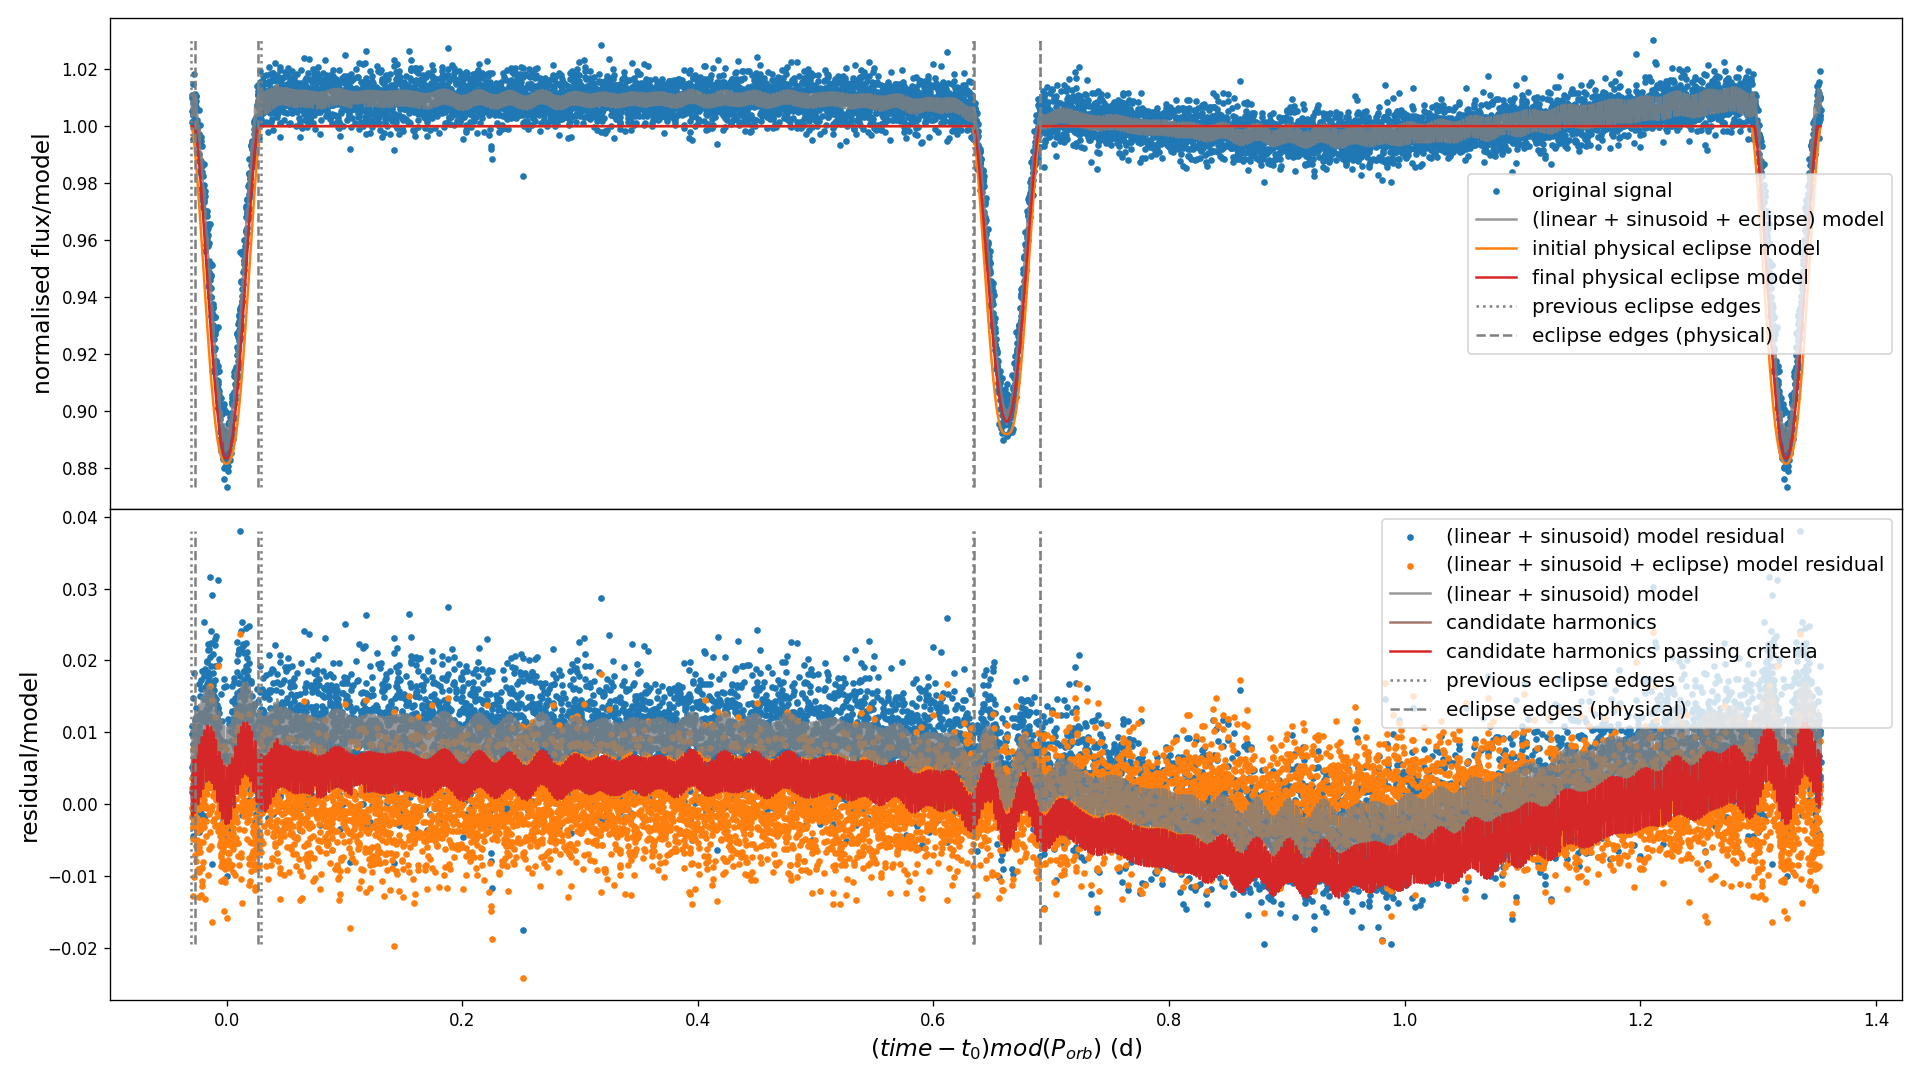 normalised flux/model
1.02
1.00
0.98
0.96
0.94
0.92
0.90
0.88
original signal
(linear + sinusoid + eclipse) model
initial physical eclipse model
final physical eclipse model
previous eclipse edges
eclipse edges (physical)
residual/model
0.04
0.03
0.02
0.01
0.00
−0.01
−0.02
(linear + sinusoid) model residual
(linear + sinusoid + eclipse) model residual
(linear + sinusoid) model
candidate harmonics
candidate harmonics passing criteria
previous eclipse edges
eclipse edges (physical)
0.0 0.2 0.4 0.6 0.8 1.0 1.2 1.4
(time − t₀)mod(Pₒᵣb) (d)